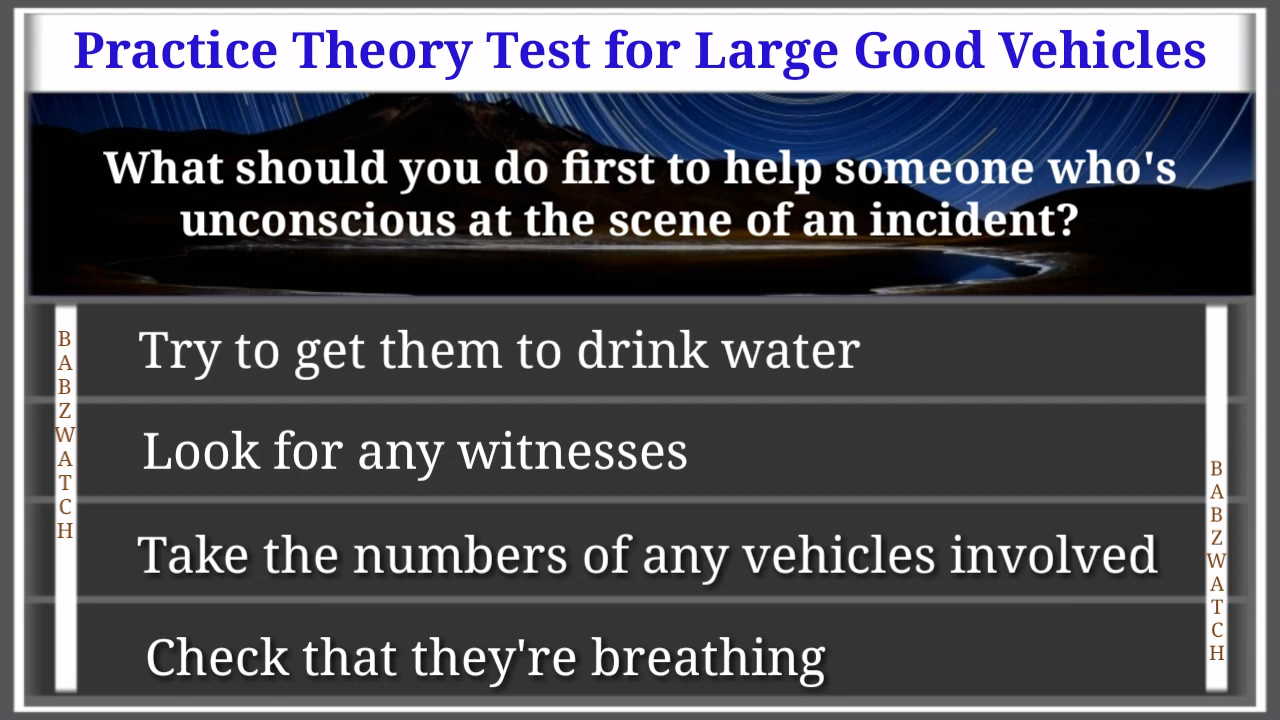 Practice Theory Test for Large Good Vehicles
What should you do first to help someone who's
unconscious at the scene of an incident?
Try to get them to drink water
Look for any witnesses
Take the numbers of any vehicles involved
Check that they're breathing
BABZWATCH
BABZWATCH